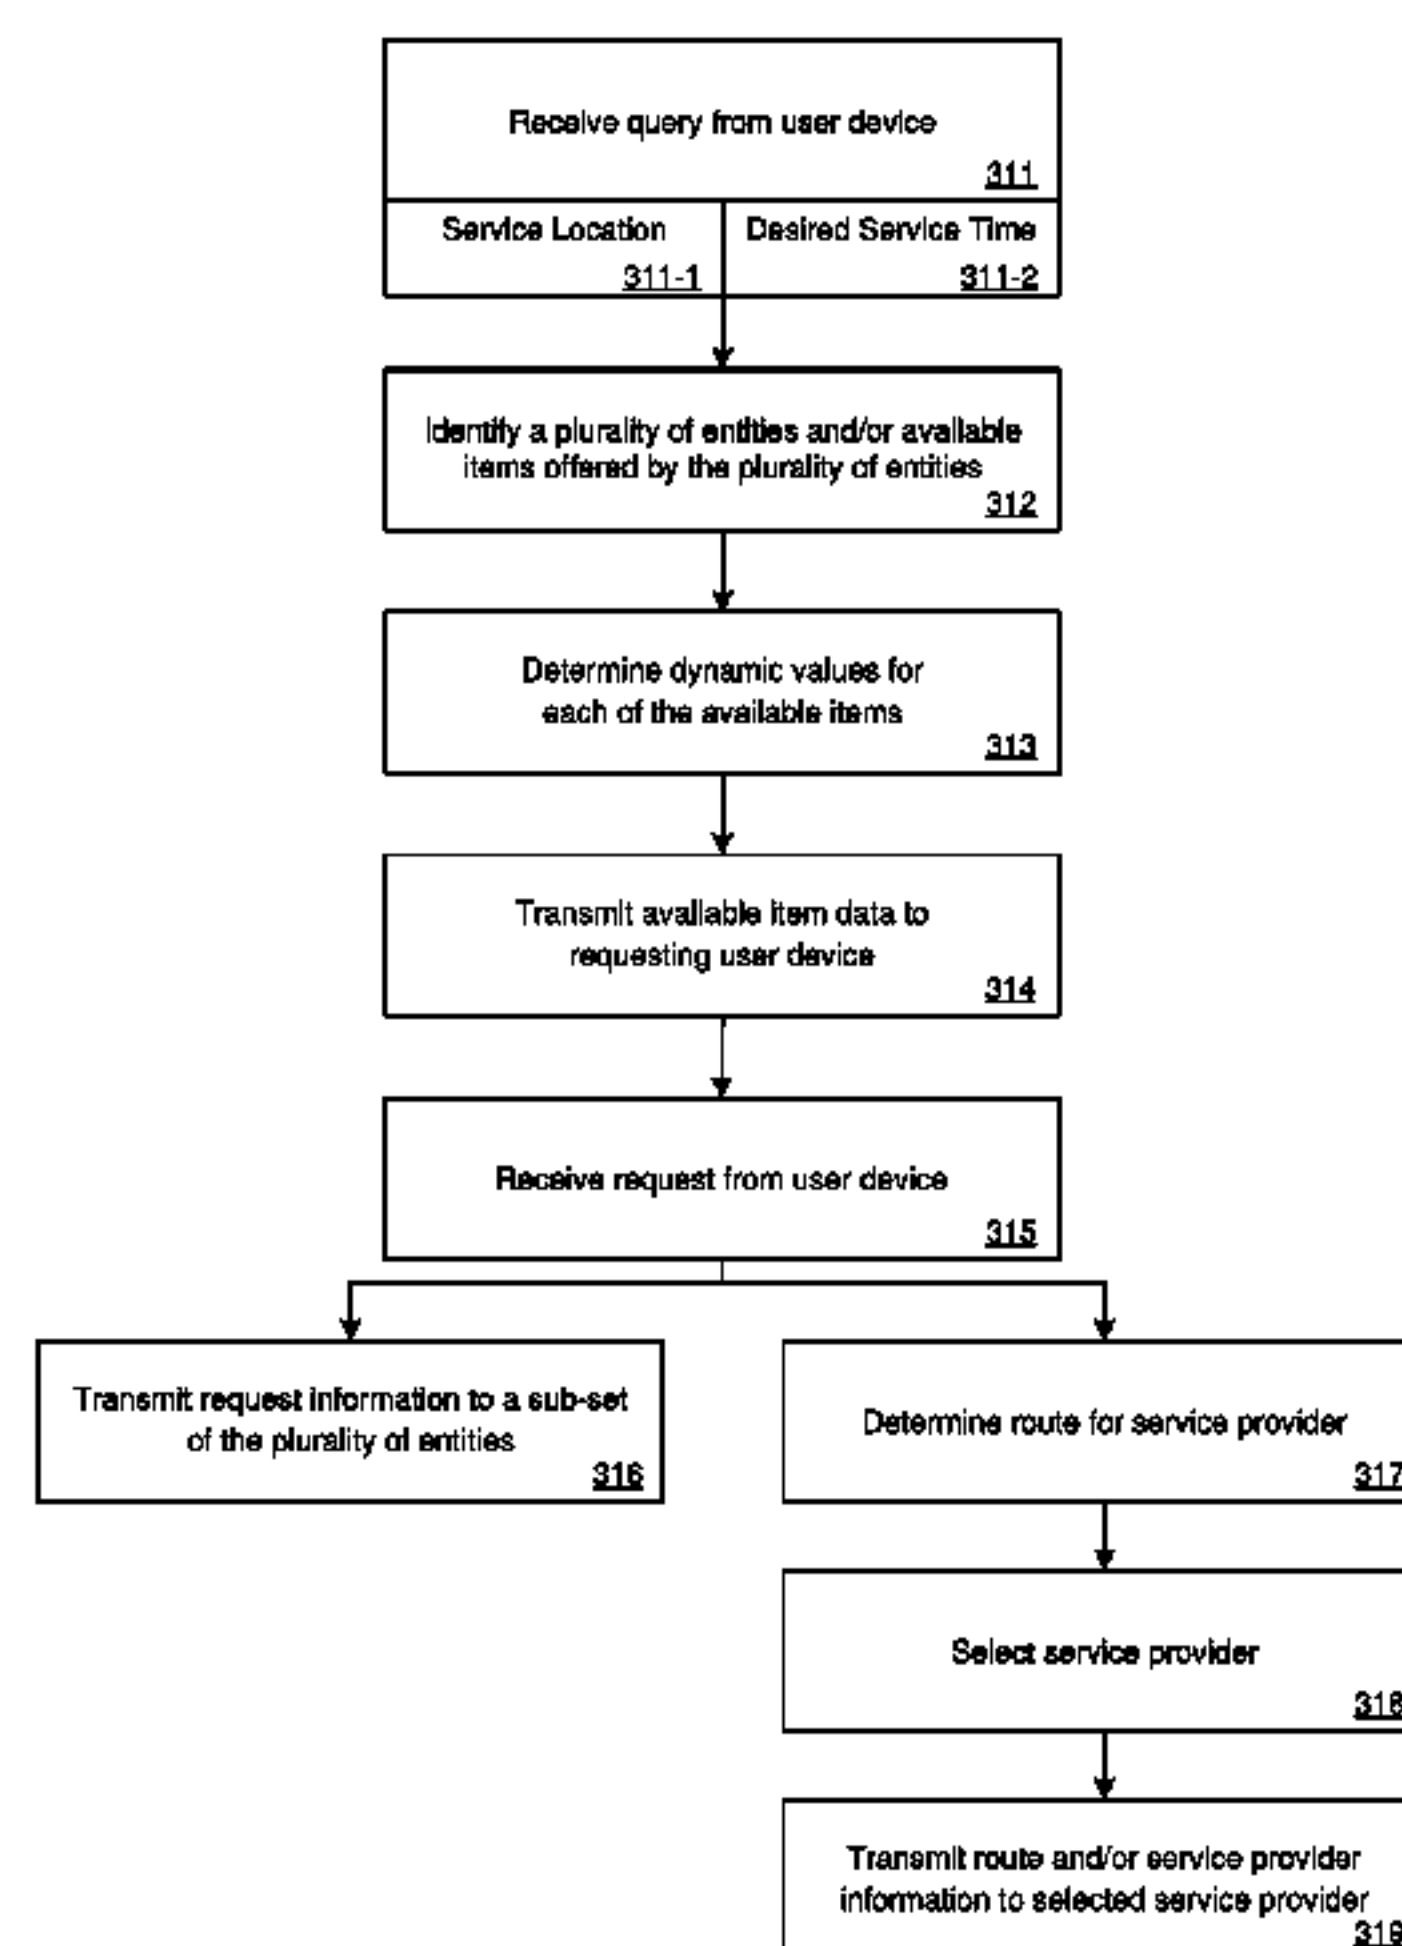 Receive query from user device
311
Service Location
311-1
Desired Service Time
311-2
Identify a plurality of entities and/or available
items offered by the plurality of entities
312
Determine dynamic values for
each of the available items
313
Transmit available item data to
requesting user device
314
Receive request from user device
315
Transmit request information to a sub-set
of the plurality of entities
316
Determine route for service provider
317
Select service provider
318
Transmit route and/or service provider
information to selected service provider
319